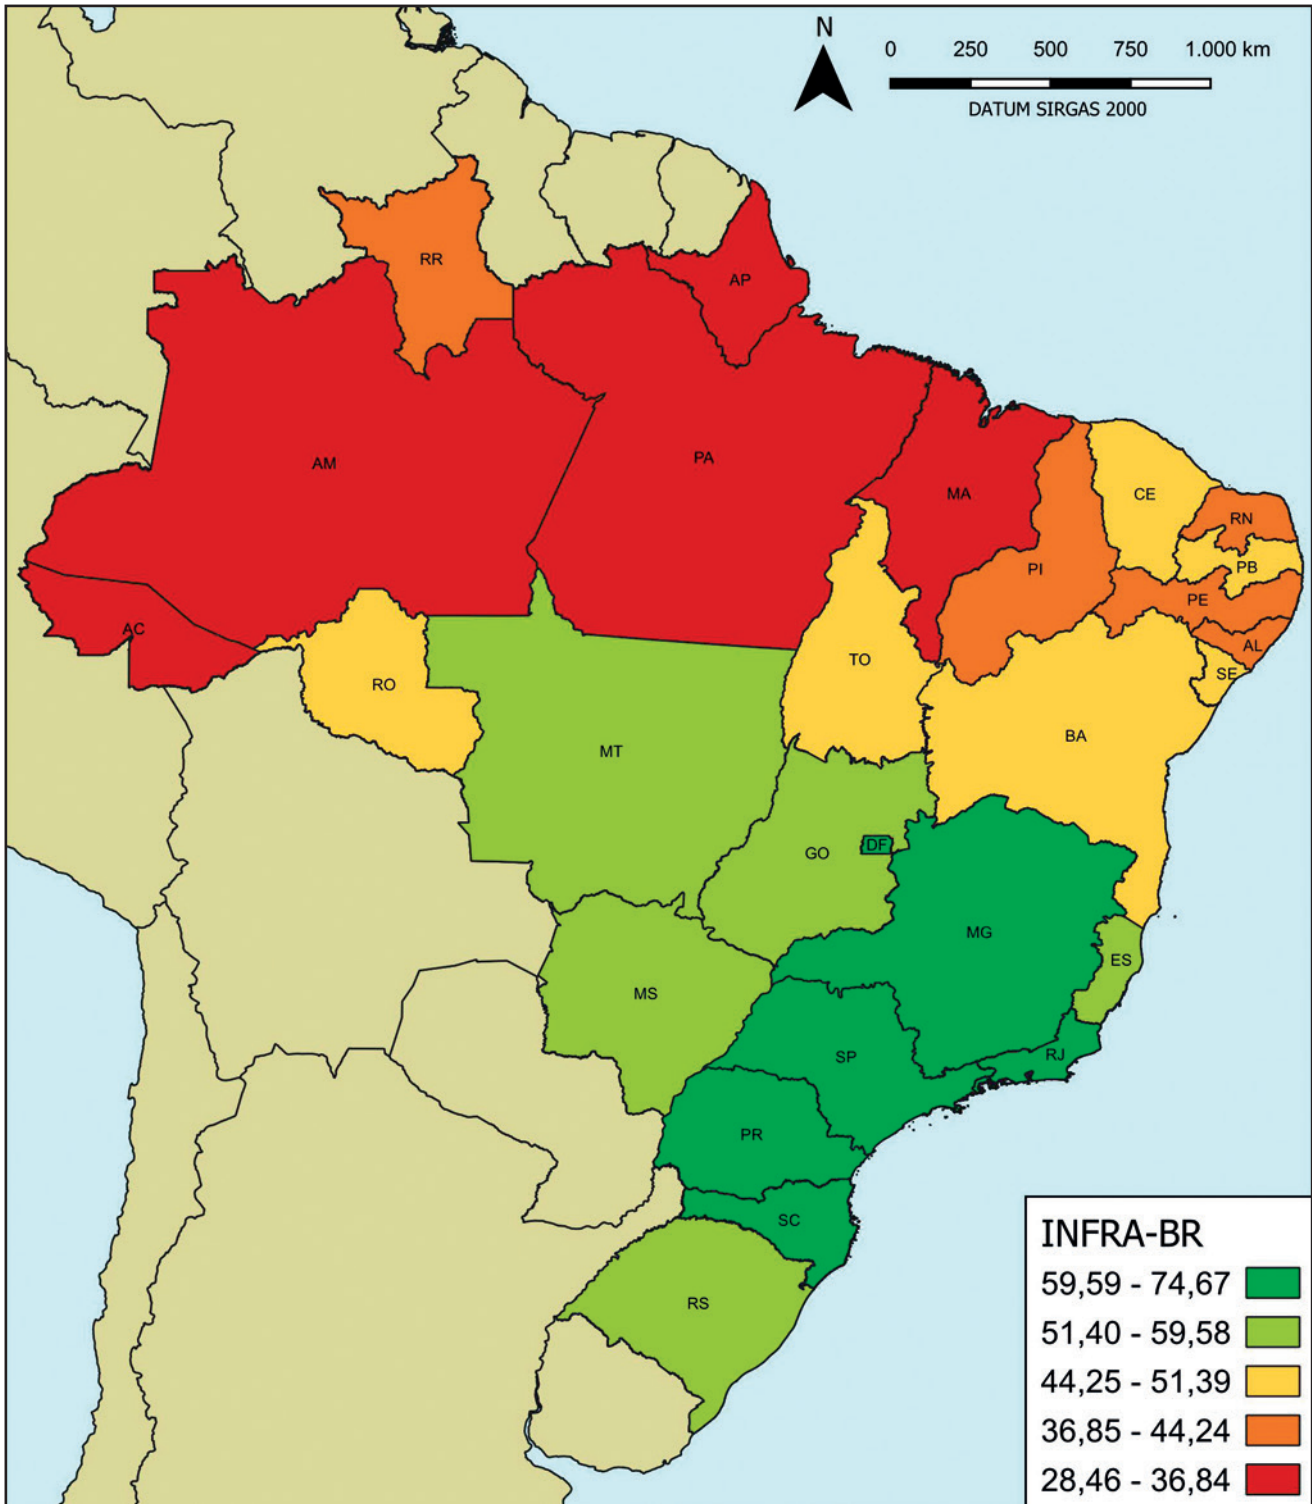 N
0 250 500 750 1.000 km
DATUM SIRGAS 2000
RR
AP
AM
PA
MA
CE
RN
PB
PI
PE
AL
SE
AC
RO
TO
BA
MT
GO
DF
MG
ES
MS
SP
RJ
PR
SC
RS
INFRA-BR
59,59 - 74,67
51,40 - 59,58
44,25 - 51,39
36,85 - 44,24
28,46 - 36,84